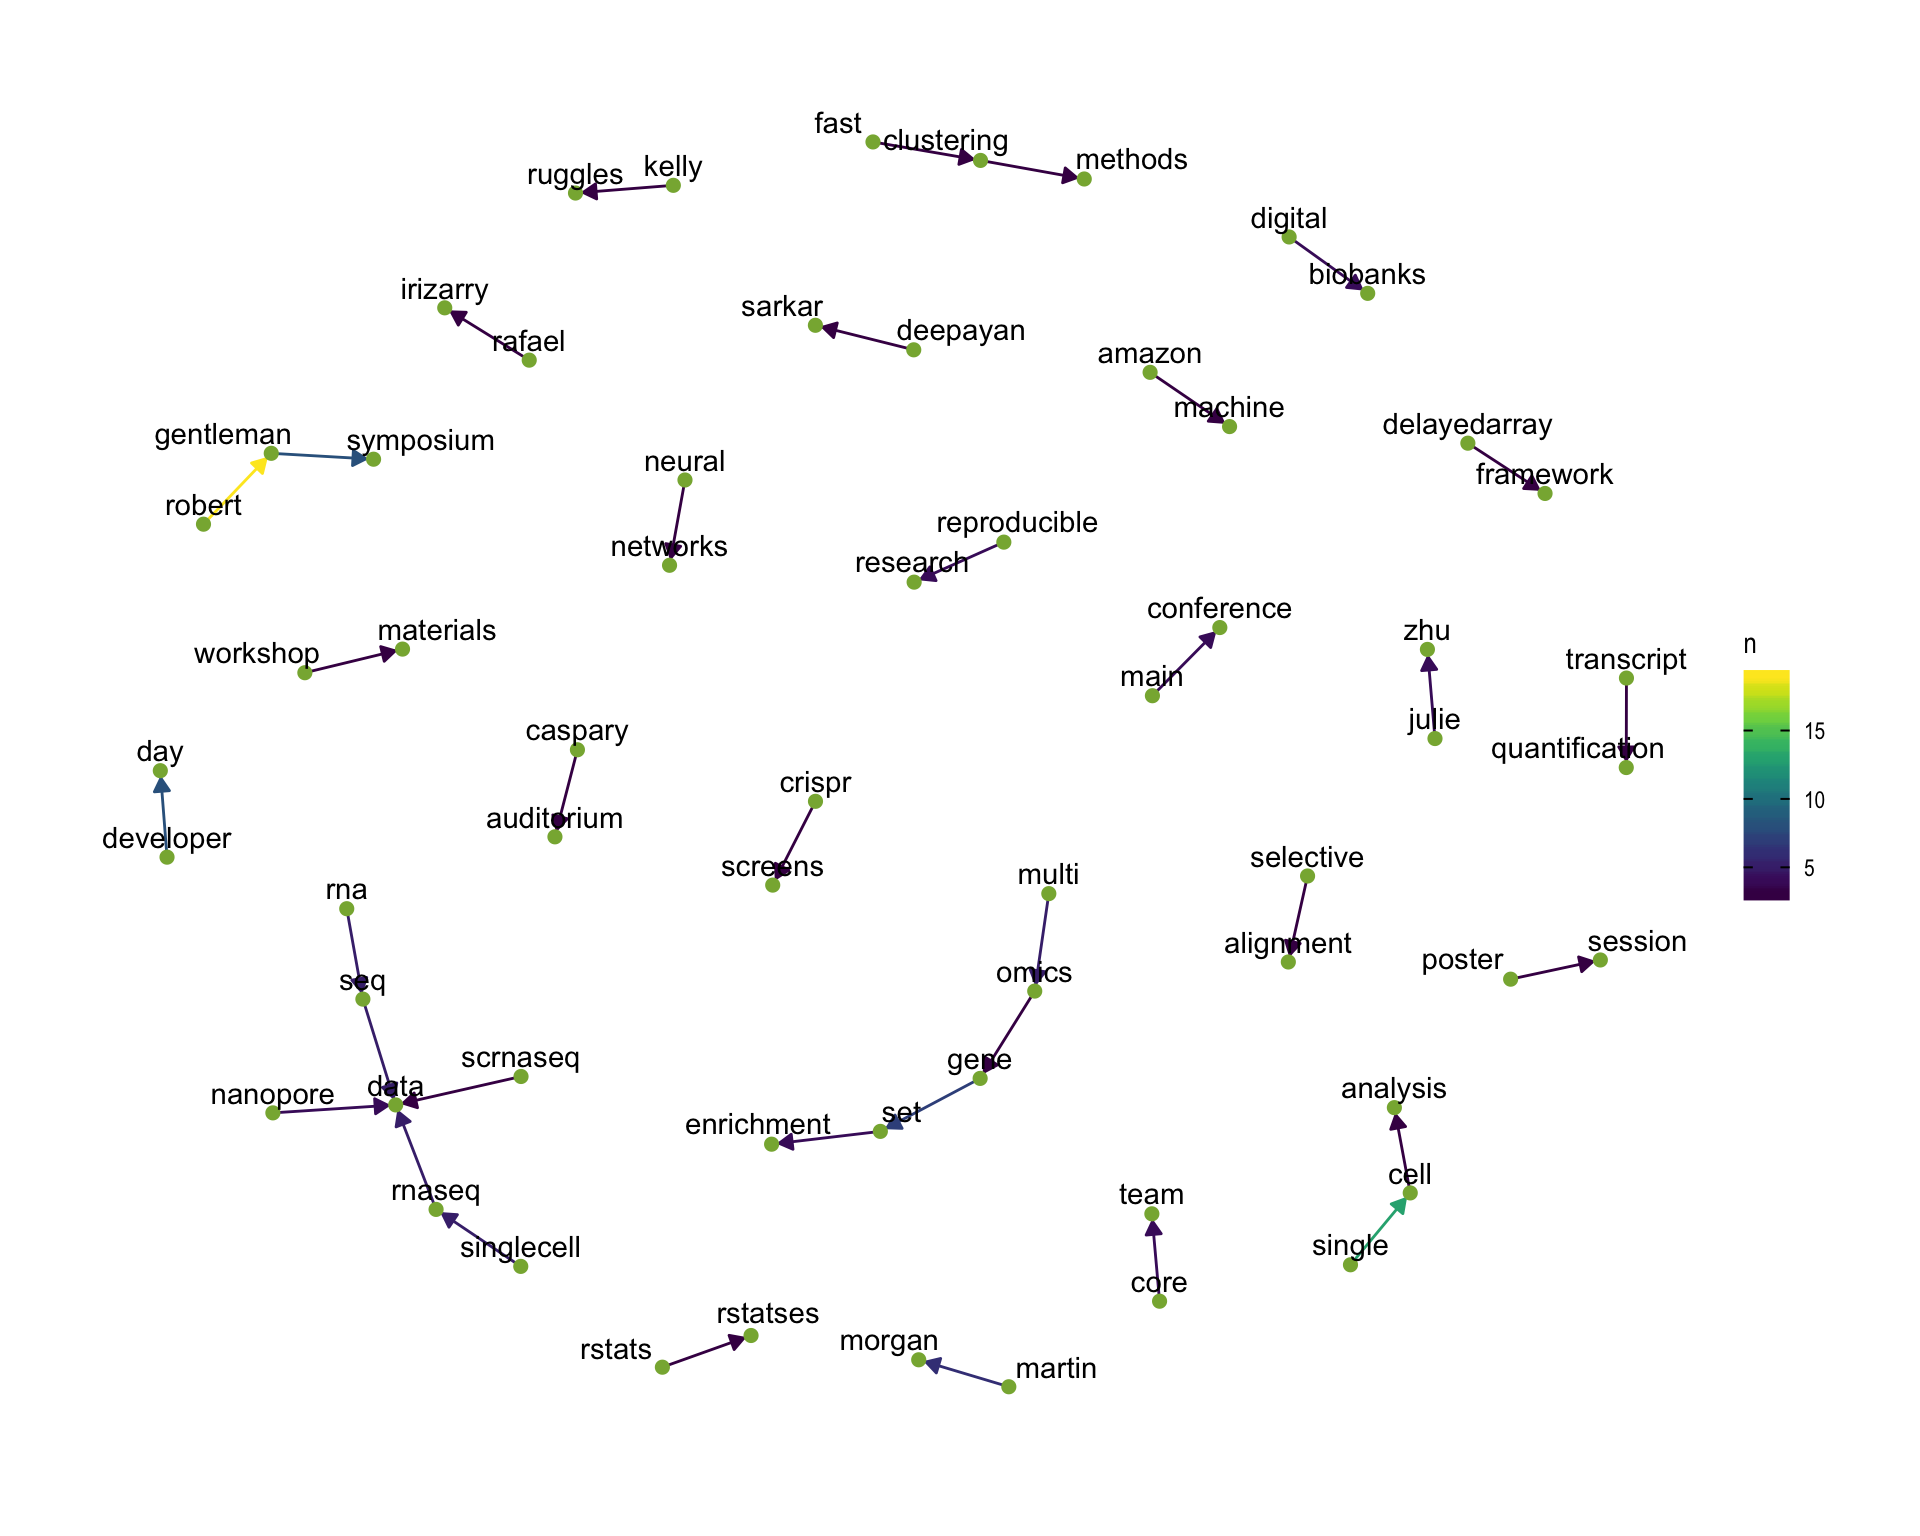 fast
clustering
methods
ruggles
kelly
digital
biobanks
irizarry
rafael
sarkar
deepayan
amazon
machine
delayedarray
framework
gentleman
symposium
robert
neural
networks
reproducible
research
conference
main
zhu
julie
transcript
quantification
n
15
10
5
workshop
materials
day
developer
caspary
auditorium
crispr
screens
multi
omics
gene
set
enrichment
selective
alignment
poster
session
rna
seq
scrnaseq
nanopore
data
rnaseq
singlecell
analysis
cell
single
team
core
rstats
rstatses
morgan
martin